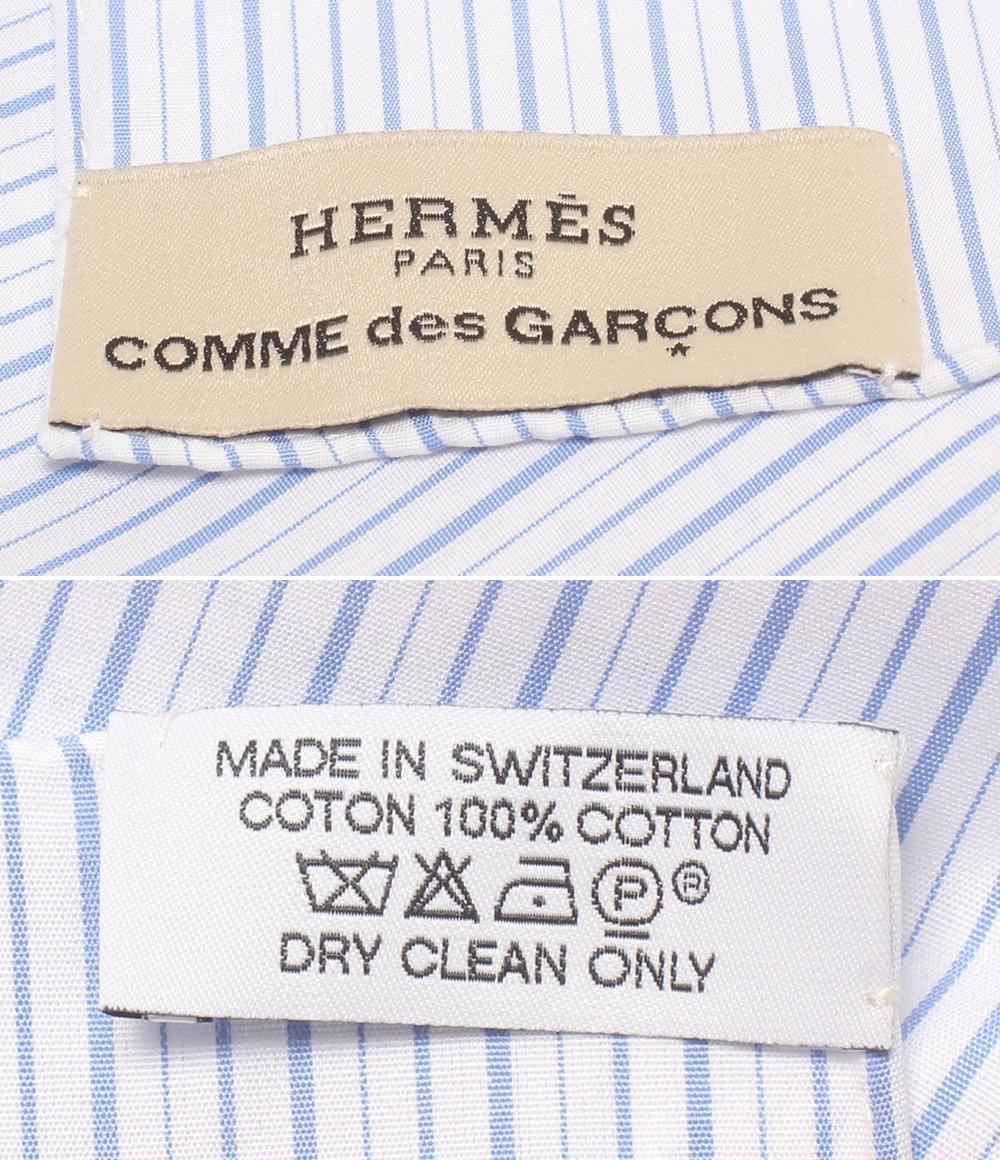 HERMÈS
PARIS
COMME des GARÇONS
MADE IN SWITZERLAND
COTON 100% COTTON
P ®
DRY CLEAN ONLY